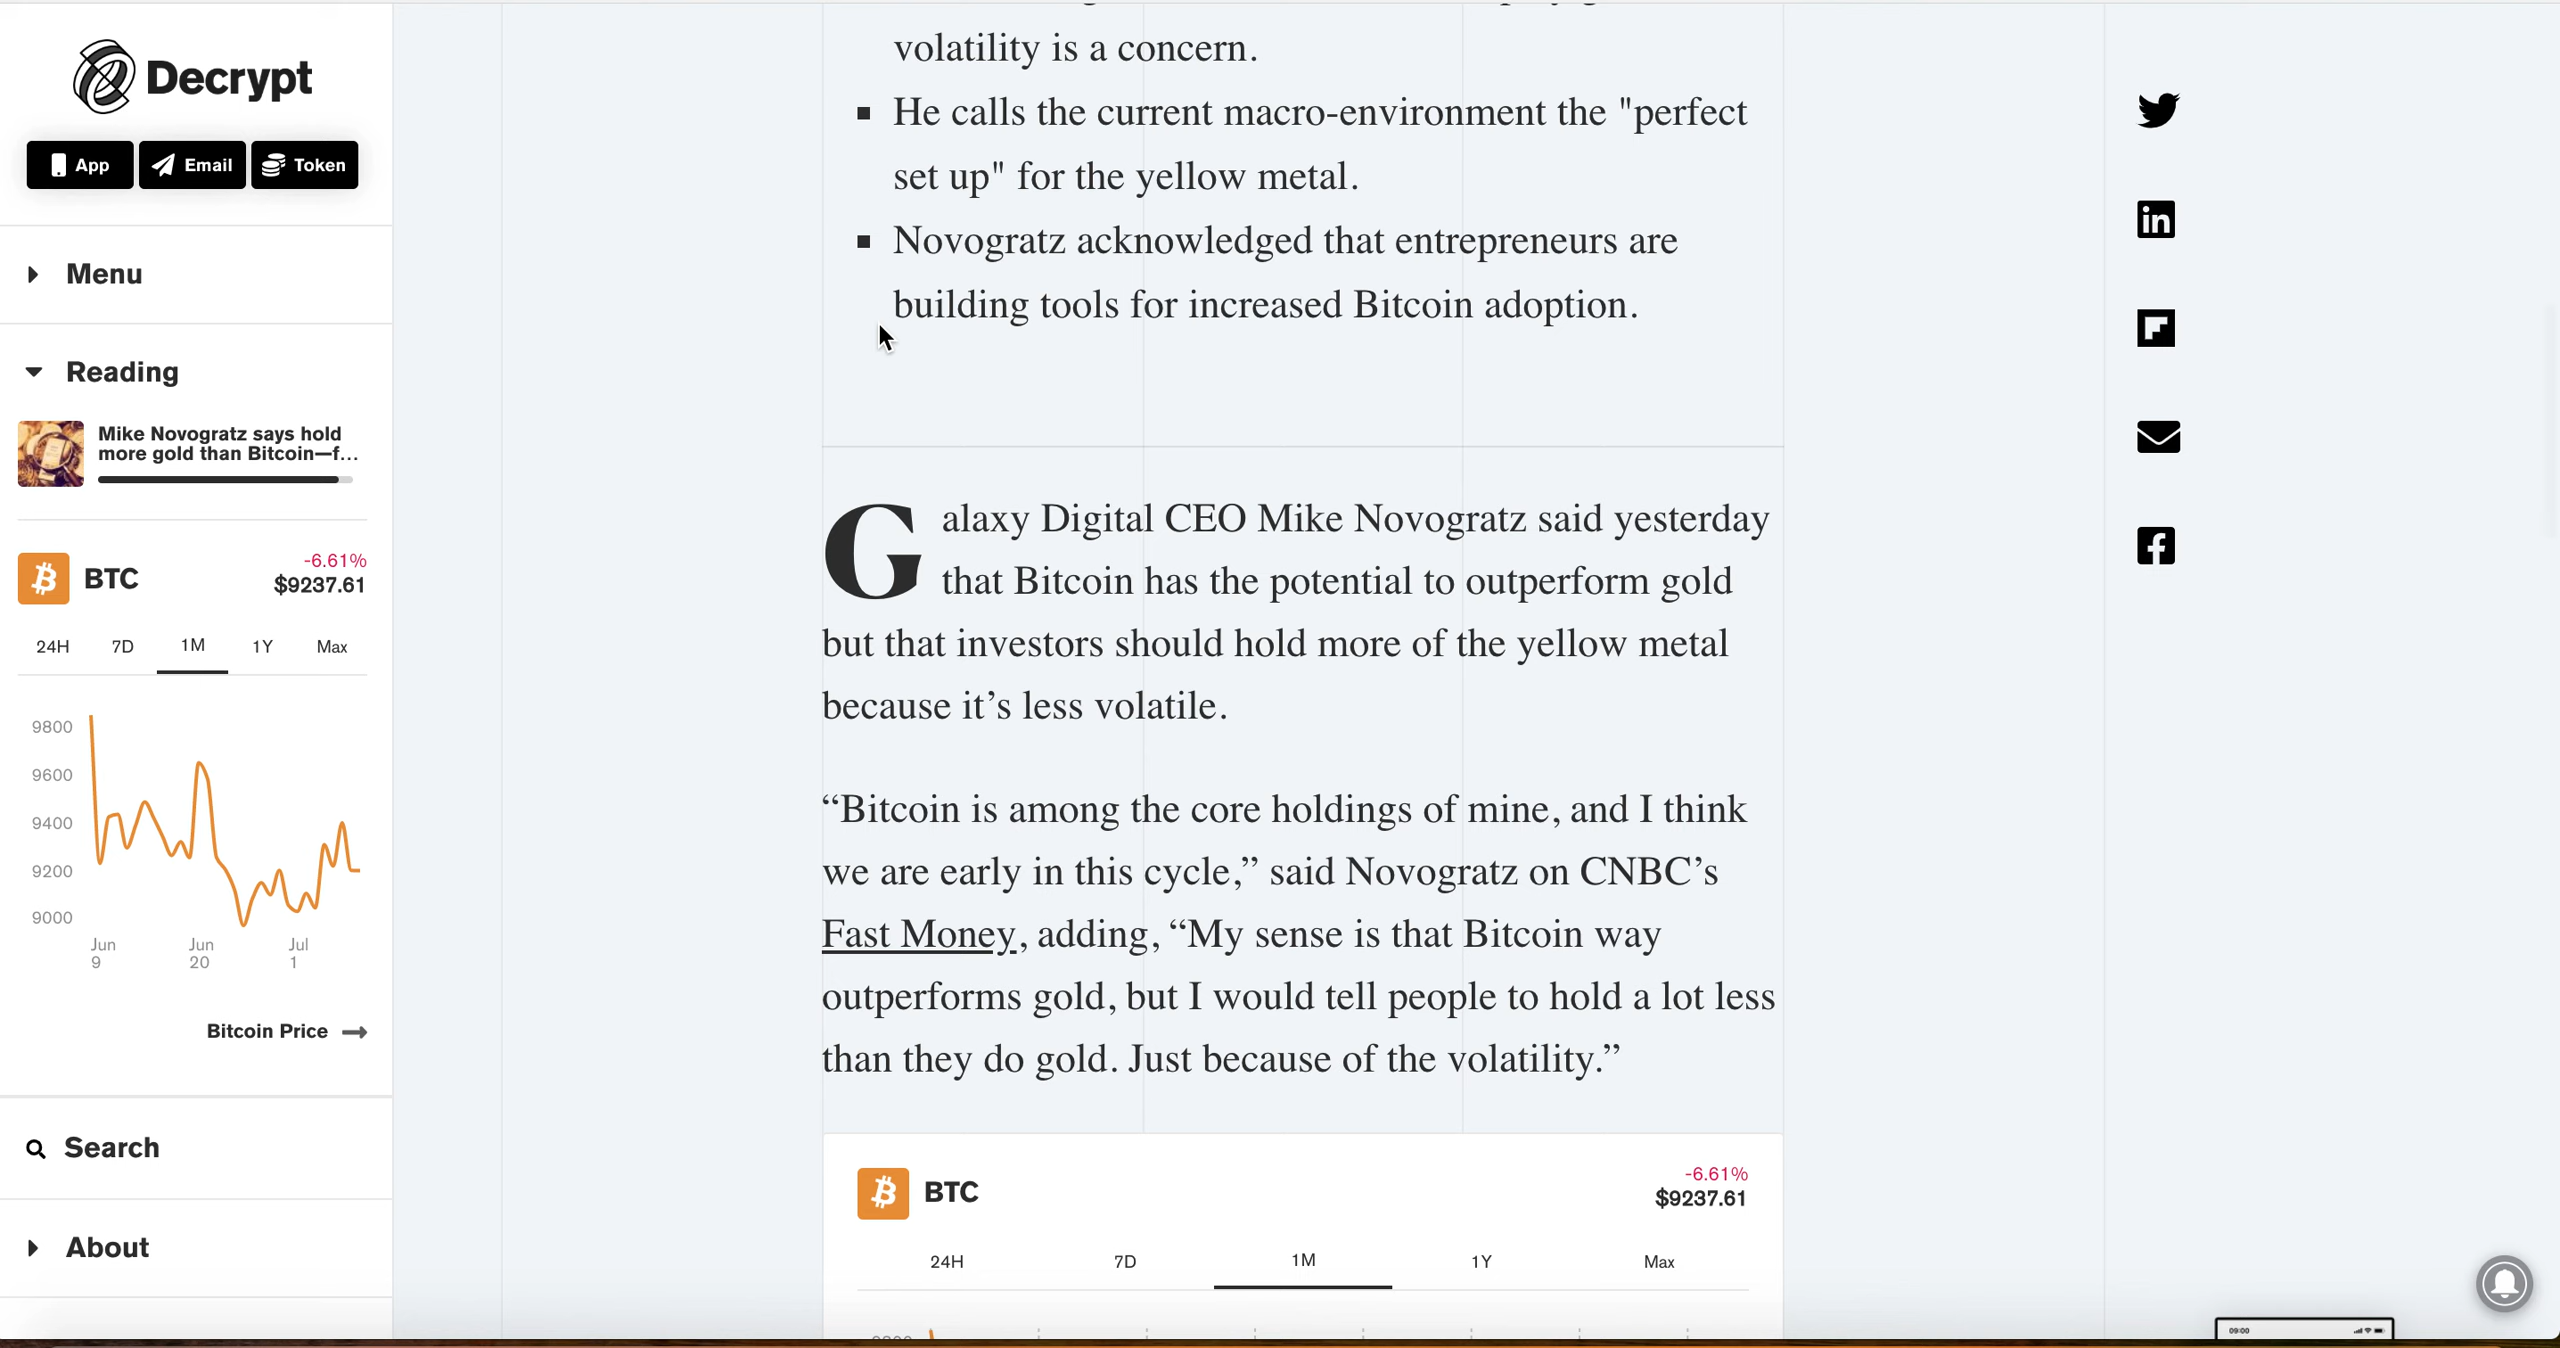 Decrypt
App Email Token
Menu
Reading
Mike Novogratz says hold
more gold than Bitcoin—f...
BTC
-6.61%
$9237.61
24H 7D 1M 1Y Max
9800
9600
9400
9200
9000
Jun 9
Jun 20
Jul 1
Bitcoin Price
Search
About
volatility is a concern.
He calls the current macro-environment the "perfect
set up" for the yellow metal.
Novogratz acknowledged that entrepreneurs are
building tools for increased Bitcoin adoption.
Galaxy Digital CEO Mike Novogratz said yesterday
that Bitcoin has the potential to outperform gold
but that investors should hold more of the yellow metal
because it’s less volatile.
“Bitcoin is among the core holdings of mine, and I think
we are early in this cycle,” said Novogratz on CNBC’s
Fast Money, adding, “My sense is that Bitcoin way
outperforms gold, but I would tell people to hold a lot less
than they do gold. Just because of the volatility.”
BTC
-6.61%
$9237.61
24H 7D 1M 1Y Max
09:00